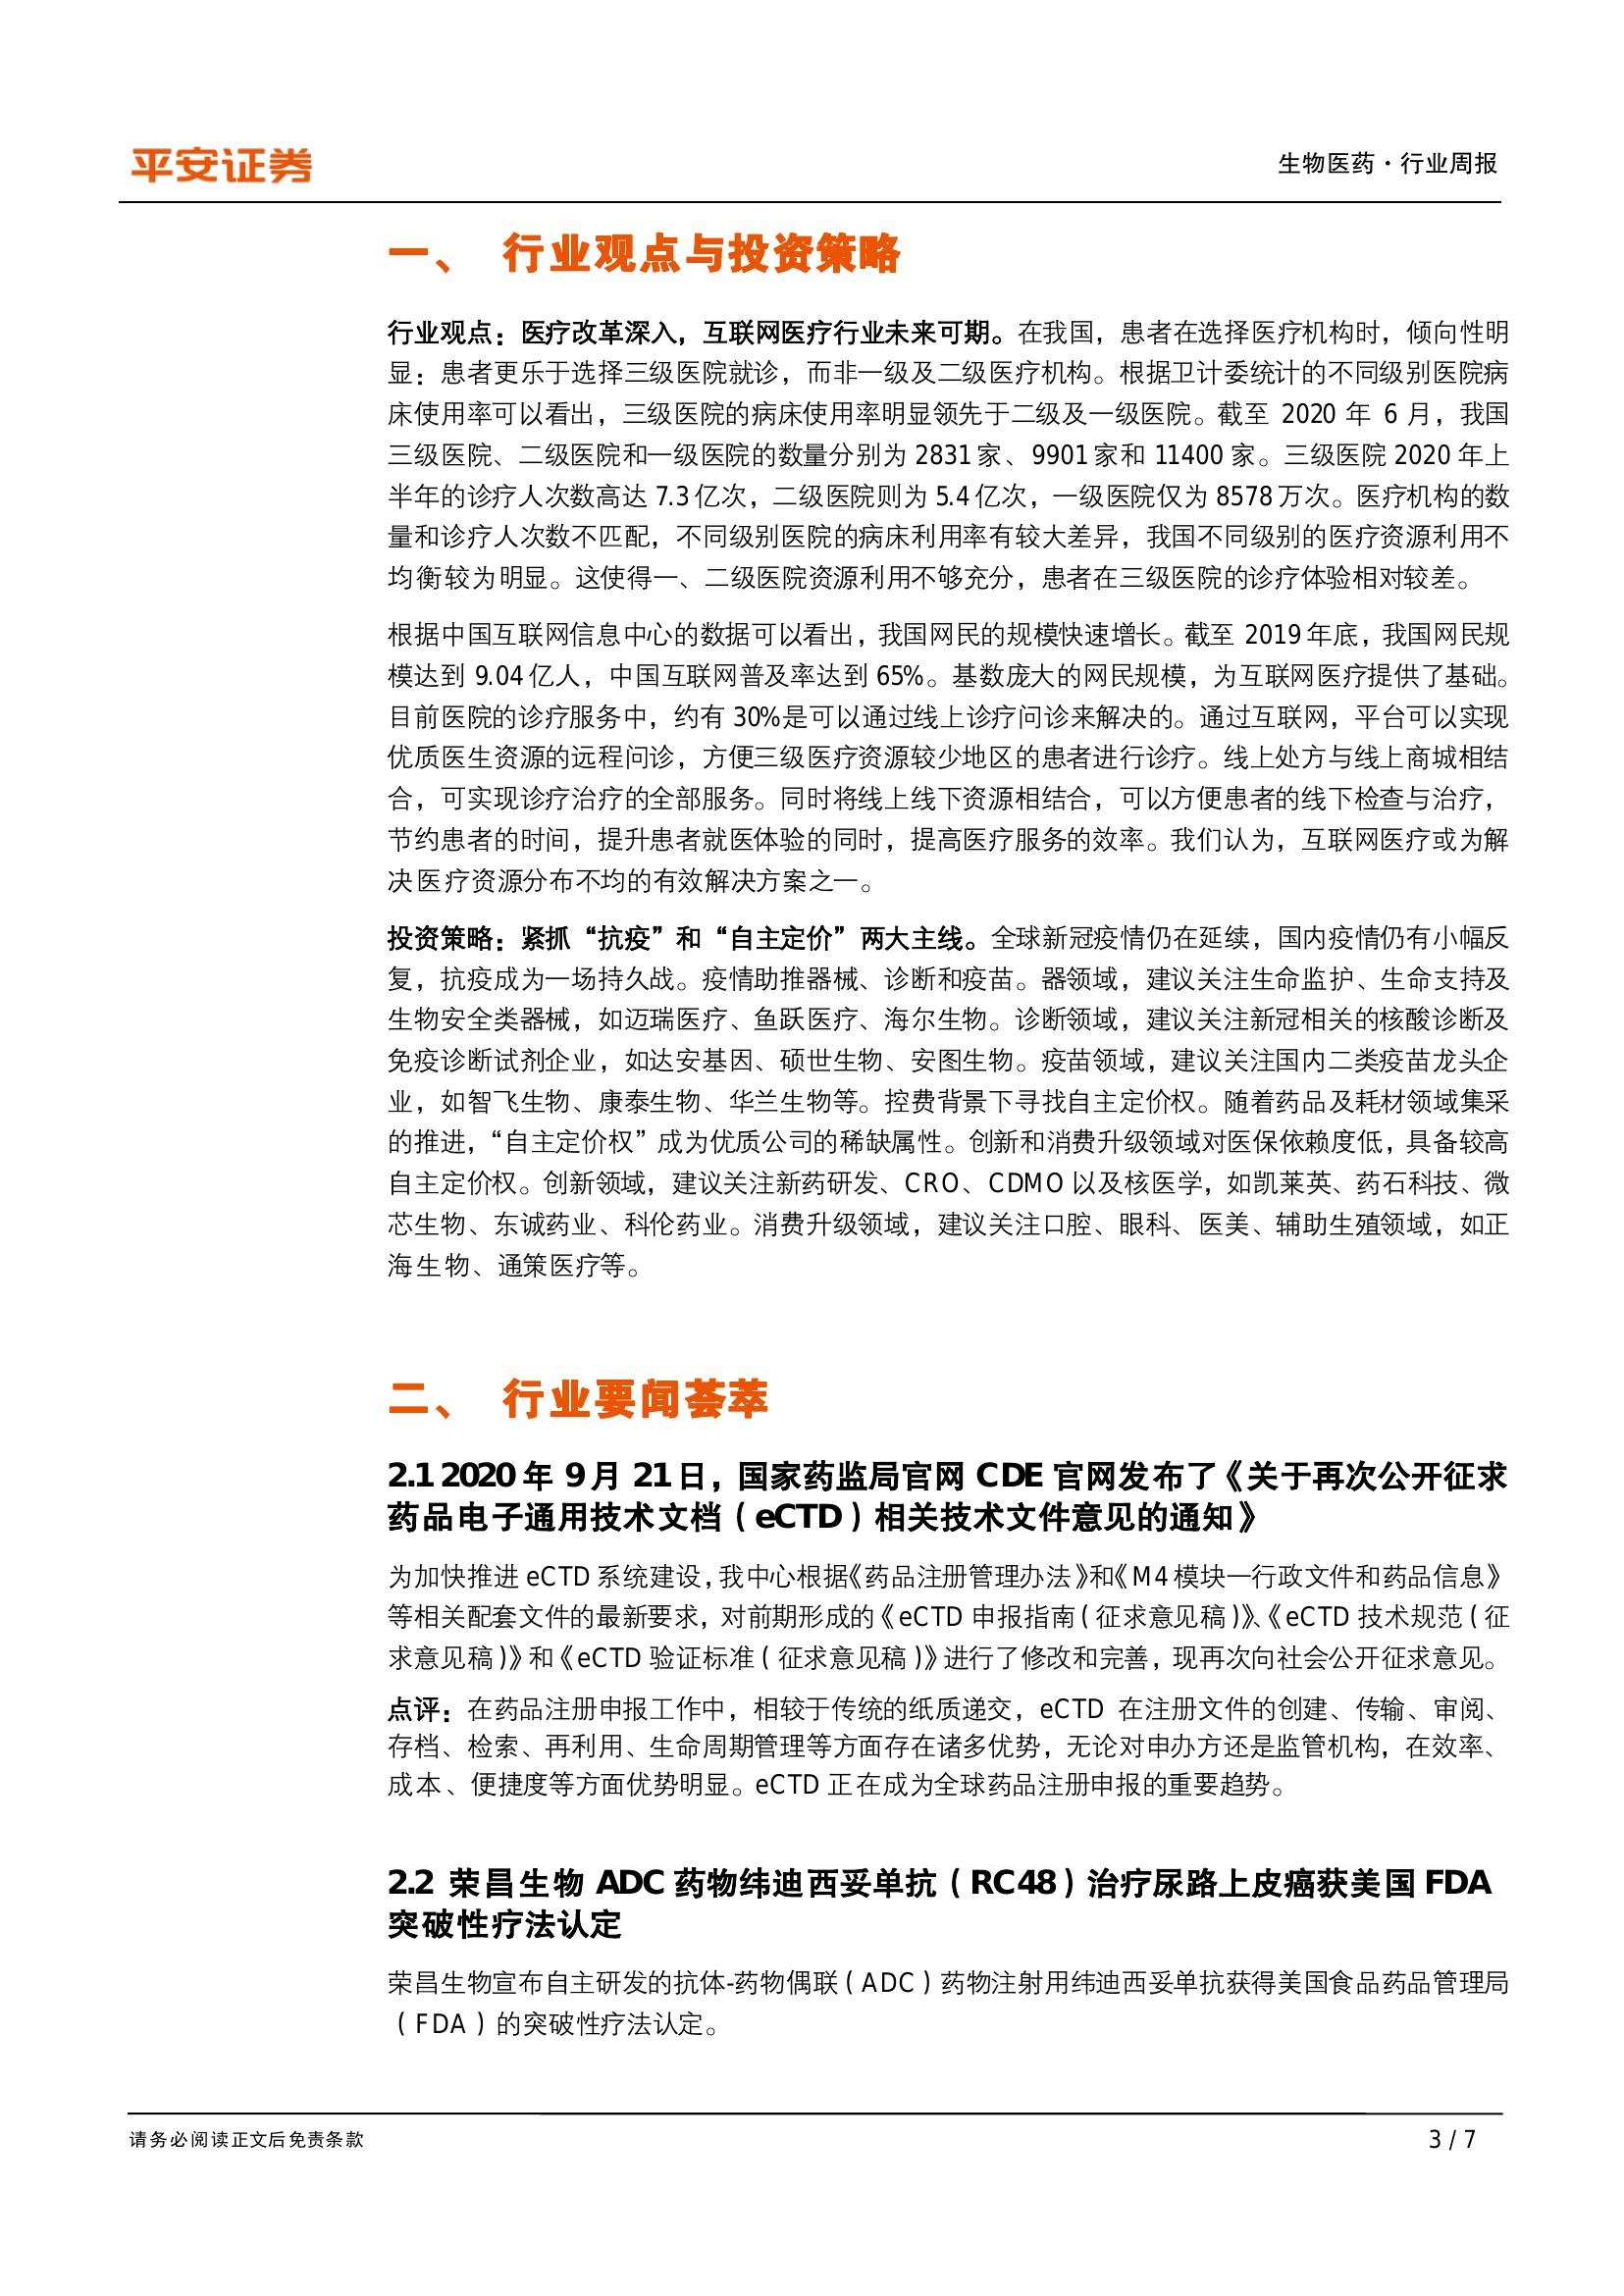 平安证券
生物医药·行业周报
一、 行业观点与投资策略
行业观点：医疗改革深入，互联网医疗行业未来可期。在我国，患者在选择医疗机构时，倾向性明
显：患者更乐于选择三级医院就诊，而非一级及二级医疗机构。根据卫计委统计的不同级别医院病
床使用率可以看出，三级医院的病床使用率明显领先于二级及一级医院。截至 2020 年 6 月，我国
三级医院、二级医院和一级医院的数量分别为 2831 家、9901 家和 11400 家。三级医院 2020 年上
半年的诊疗人次数高达 7.3 亿次，二级医院则为 5.4 亿次，一级医院仅为 8578 万次。医疗机构的数
量和诊疗人次数不匹配，不同级别医院的病床利用率有较大差异，我国不同级别的医疗资源利用不
均衡较为明显。这使得一、二级医院资源利用不够充分，患者在三级医院的诊疗体验相对较差。
根据中国互联网信息中心的数据可以看出，我国网民的规模快速增长。截至 2019 年底，我国网民规
模达到 9.04 亿人，中国互联网普及率达到 65%。基数庞大的网民规模，为互联网医疗提供了基础。
目前医院的诊疗服务中，约有 30%是可以通过线上诊疗问诊来解决的。通过互联网，平台可以实现
优质医生资源的远程问诊，方便三级医疗资源较少地区的患者进行诊疗。线上处方与线上商城相结
合，可实现诊疗治疗的全部服务。同时将线上线下资源相结合，可以方便患者的线下检查与治疗，
节约患者的时间，提升患者就医体验的同时，提高医疗服务的效率。我们认为，互联网医疗或为解
决医疗资源分布不均的有效解决方案之一。
投资策略：紧抓“抗疫”和“自主定价”两大主线。全球新冠疫情仍在延续，国内疫情仍有小幅反
复，抗疫成为一场持久战。疫情助推器械、诊断和疫苗。器领域，建议关注生命监护、生命支持及
生物安全类器械，如迈瑞医疗、鱼跃医疗、海尔生物。诊断领域，建议关注新冠相关的核酸诊断及
免疫诊断试剂企业，如达安基因、硕世生物、安图生物。疫苗领域，建议关注国内二类疫苗龙头企
业，如智飞生物、康泰生物、华兰生物等。控费背景下寻找自主定价权。随着药品及耗材领域集采
的推进，“自主定价权”成为优质公司的稀缺属性。创新和消费升级领域对医保依赖度低，具备较高
自主定价权。创新领域，建议关注新药研发、CRO、CDMO 以及核医学，如凯莱英、药石科技、微
芯生物、东诚药业、科伦药业。消费升级领域，建议关注口腔、眼科、医美、辅助生殖领域，如正
海生物、通策医疗等。
二、 行业要闻荟萃
2.1 2020 年 9 月 21 日，国家药监局官网 CDE 官网发布了《关于再次公开征求
药品电子通用技术文档（eCTD）相关技术文件意见的通知》
为加快推进 eCTD 系统建设，我中心根据《药品注册管理办法》和《M4 模块一行政文件和药品信息》
等相关配套文件的最新要求，对前期形成的《eCTD 申报指南（征求意见稿）》、《eCTD 技术规范（征
求意见稿）》和《eCTD 验证标准（征求意见稿）》进行了修改和完善，现再次向社会公开征求意见。
点评：在药品注册申报工作中，相较于传统的纸质递交，eCTD 在注册文件的创建、传输、审阅、
存档、检索、再利用、生命周期管理等方面存在诸多优势，无论对申办方还是监管机构，在效率、
成本、便捷度等方面优势明显。eCTD 正在成为全球药品注册申报的重要趋势。
2.2 荣昌生物 ADC 药物纬迪西妥单抗（RC48）治疗尿路上皮癌获美国 FDA
突破性疗法认定
荣昌生物宣布自主研发的抗体-药物偶联（ADC）药物注射用纬迪西妥单抗获得美国食品药品管理局
（FDA）的突破性疗法认定。
请务必阅读正文后免责条款
3 / 7